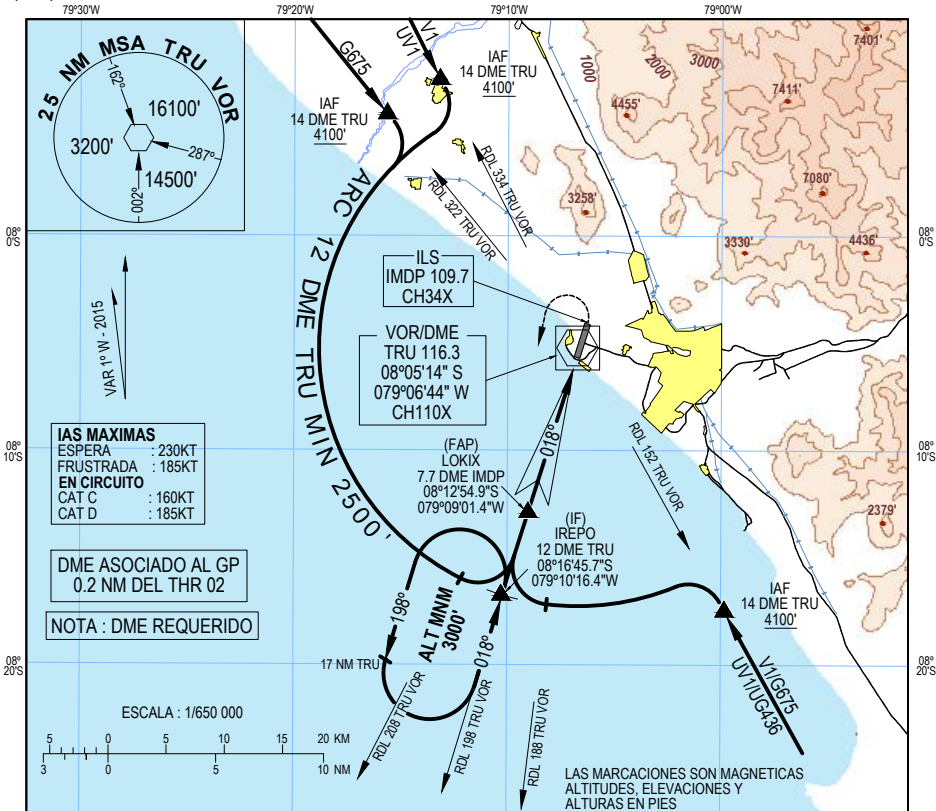 79°30'W
79°20'W
79°10'W
79°00'W
25 NM MSA TRU VOR
162°
16100'
3200'
287°
14500'
002°
G675
V1
UV1
IAF
14 DME TRU
4100'
IAF
14 DME TRU
4100'
1000
2000
3000
7401'
7411'
4455'
7080'
3258'
3330'
4436'
2379'
RDL 334 TRU VOR
RDL 322 TRU VOR
08°
0'S
08°
0'S
ARC 12 DME TRU MIN 2500'
VAR 1° W - 2015
ILS
IMDP 109.7
CH34X
VOR/DME
TRU 116.3
08°05'14" S
079°06'44" W
CH110X
018°
RDL 152 TRU VOR
IAS MAXIMAS
ESPERA : 230KT
FRUSTRADA : 185KT
EN CIRCUITO
CAT C : 160KT
CAT D : 185KT
(FAP)
LOKIX
7.7 DME IMDP
08°12'54.9"S
079°09'01.4"W
08°
10'S
08°
10'S
(IF)
IREPO
12 DME TRU
08°16'45.7"S
079°10'16.4"W
DME ASOCIADO AL GP
0.2 NM DEL THR 02
NOTA : DME REQUERIDO
198°
ALT MNM
3000'
018°
17 NM TRU
IAF
14 DME TRU
4100'
V1/G675
UV1/UG436
08°
20'S
08°
20'S
RDL 208 TRU VOR
RDL 198 TRU VOR
RDL 188 TRU VOR
ESCALA : 1/650 000
5 0 5 10 15 20 KM
3 0 5 10 NM
LAS MARCACIONES SON MAGNETICAS
ALTITUDES, ELEVACIONES Y
ALTURAS EN PIES